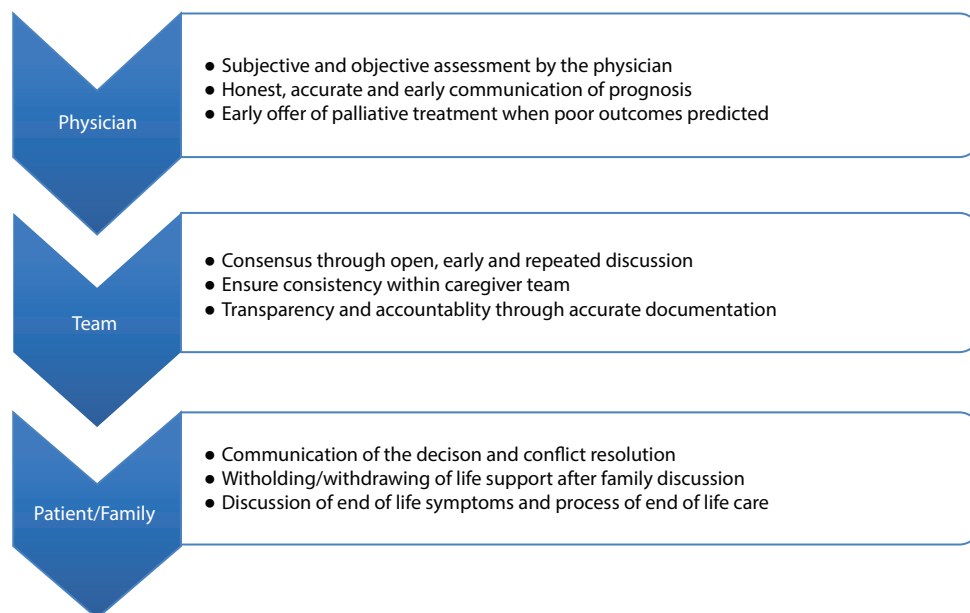 Physician
● Subjective and objective assessment by the physician
● Honest, accurate and early communication of prognosis
● Early offer of palliative treatment when poor outcomes predicted
Team
● Consensus through open, early and repeated discussion
● Ensure consistency within caregiver team
● Transparency and accountablity through accurate documentation
Patient/Family
● Communication of the decison and conflict resolution
● Witholding/withdrawing of life support after family discussion
● Discussion of end of life symptoms and process of end of life care